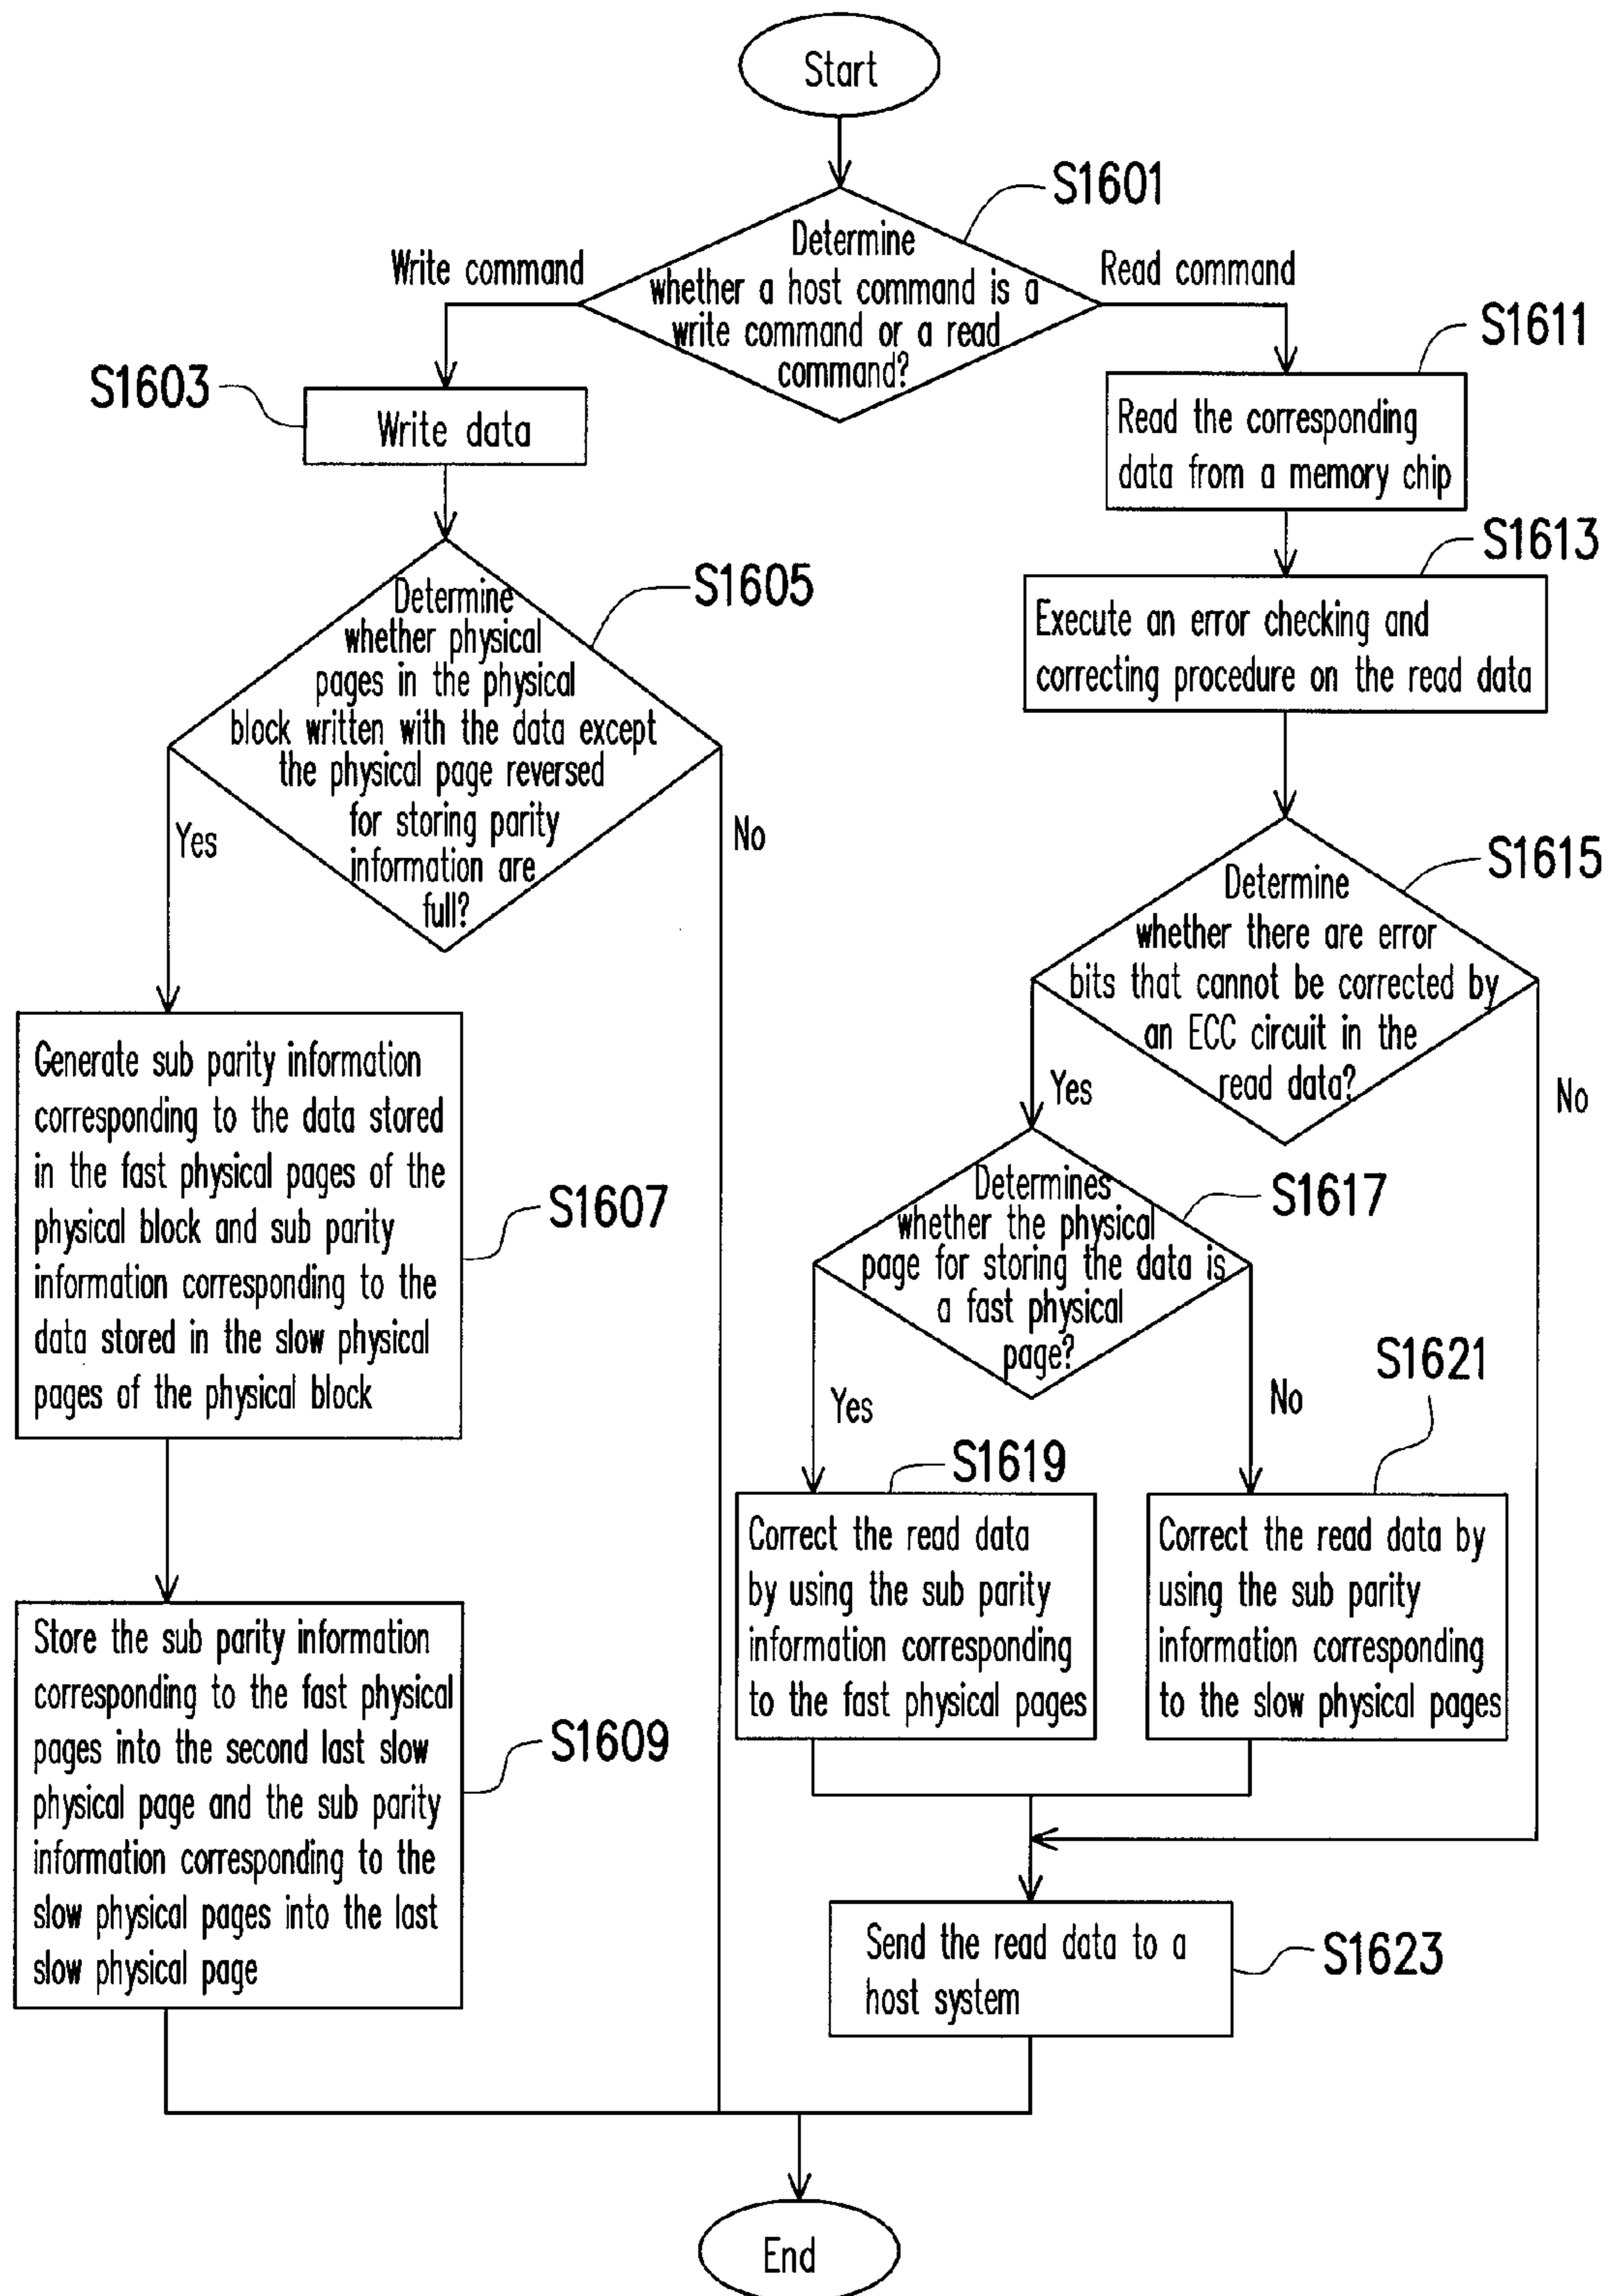 Start
S1601
Determine
whether a host command is a
write command or a read
command?
Write command
Read command
S1603
Write data
S1605
Determine
whether physical
pages in the physical
block written with the data except
the physical page reversed
for storing parity
information are
full?
Yes
No
S1607
Generate sub parity information
corresponding to the data stored
in the fast physical pages of the
physical block and sub parity
information corresponding to the
data stored in the slow physical
pages of the physical block
S1609
Store the sub parity information
corresponding to the fast physical
pages into the second last slow
physical page and the sub parity
information corresponding to the
slow physical pages into the last
slow physical page
S1611
Read the corresponding
data from a memory chip
S1613
Execute an error checking and
correcting procedure on the read data
S1615
Determine
whether there are error
bits that cannot be corrected by
an ECC circuit in the
read data?
Yes
No
S1617
Determines
whether the physical
page for storing the data is
a fast physical
page?
Yes
No
S1619
Correct the read data
by using the sub parity
information corresponding
to the fast physical pages
S1621
Correct the read data by
using the sub parity
information corresponding
to the slow physical pages
S1623
Send the read data to a
host system
End